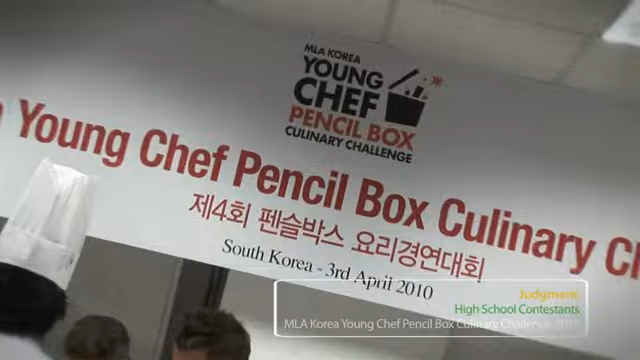 MLA KOREA
YOUNG
CHEF
PENCIL BOX
CULINARY CHALLENGE
Young Chef Pencil Box Culinary Ch
제4회 펜슬박스 요리경연대회
South Korea - 3rd April 2010
Judgment
High School Contestants
MLA Korea Young Chef Pencil Box Culinary Challenge 2010